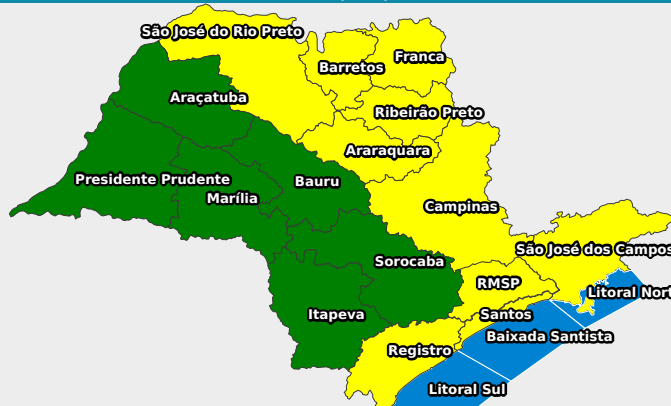 São José do Rio Preto
Franca
Barretos
Araçatuba
Ribeirão Preto
Araraquara
Presidente Prudente
Bauru
Marília
Campinas
São José dos Campos
Sorocaba
RMSP
Litoral Nort
Itapeva
Santos
Baixada Santista
Registro
Litoral Sul